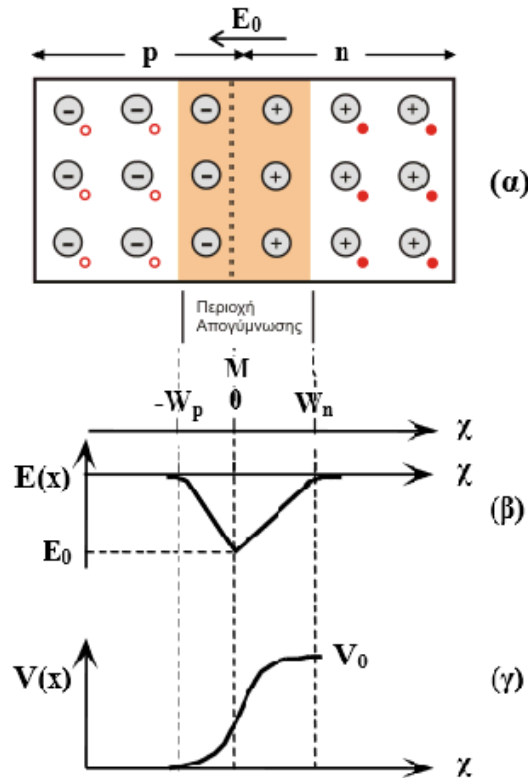 E₀
p n
(α)
Περιοχή
Απογύμνωσης
M
-Wₚ 0 Wₙ
χ
E(x) χ
(β)
E₀
V₀
V(x) (γ)
χ